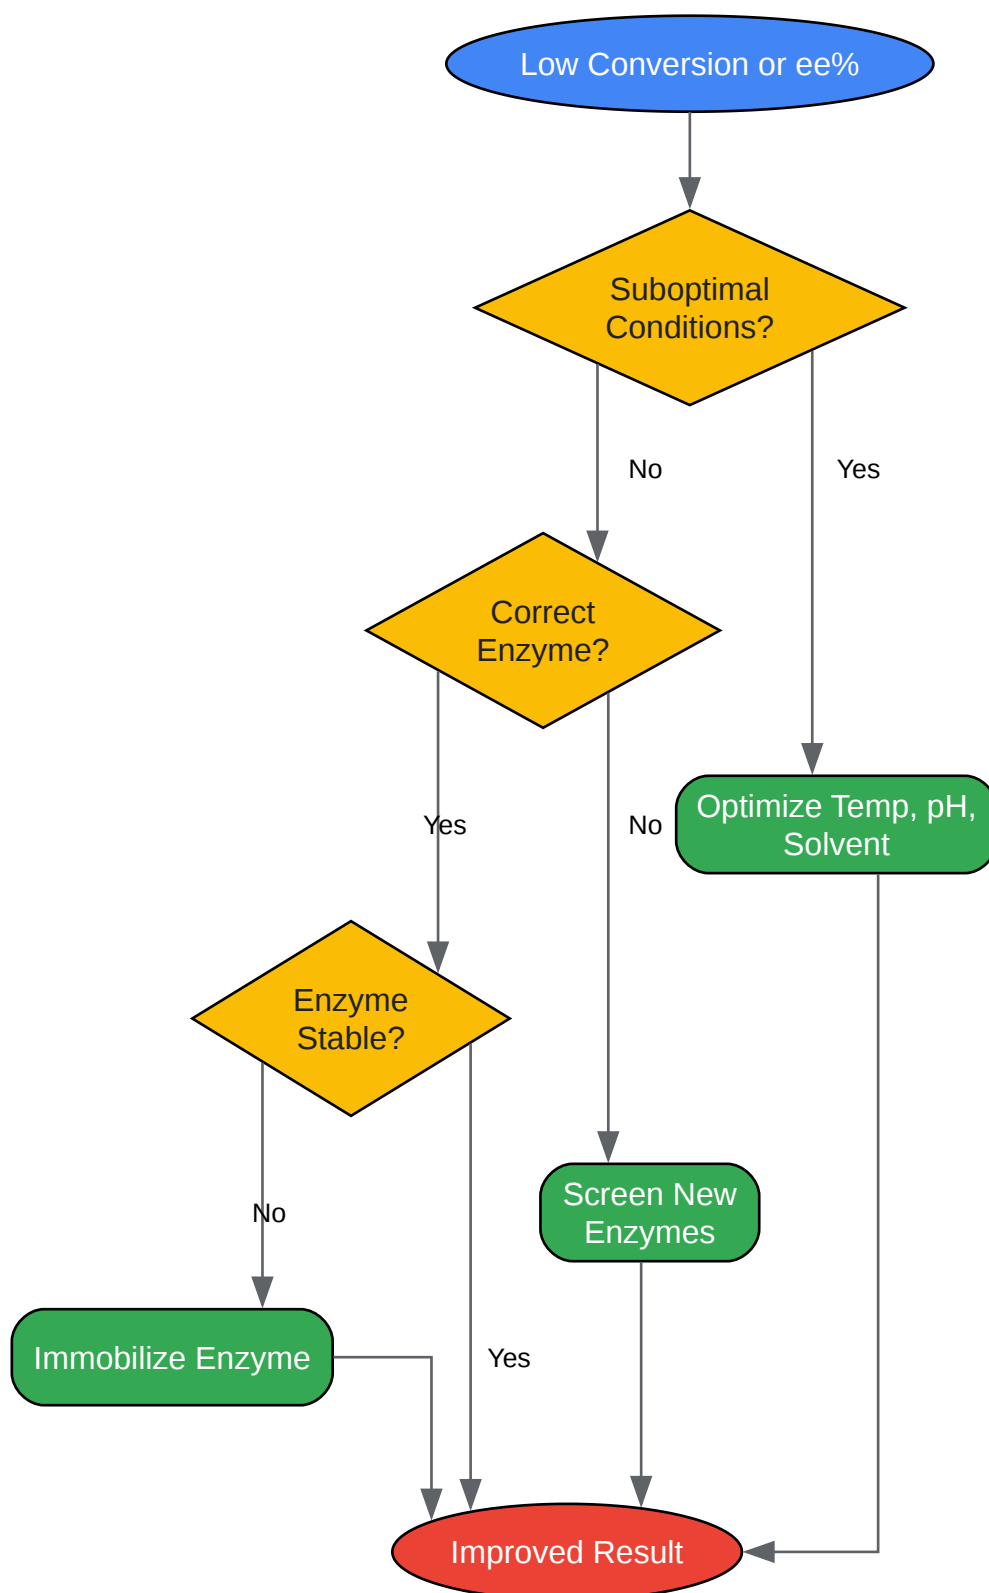 Low Conversion or ee%
Suboptimal
Conditions?
No
Yes
Correct
Enzyme?
Optimize Temp, pH,
Solvent
Yes
No
Enzyme
Stable?
Screen New
Enzymes
No
Immobilize Enzyme
Yes
Improved Result